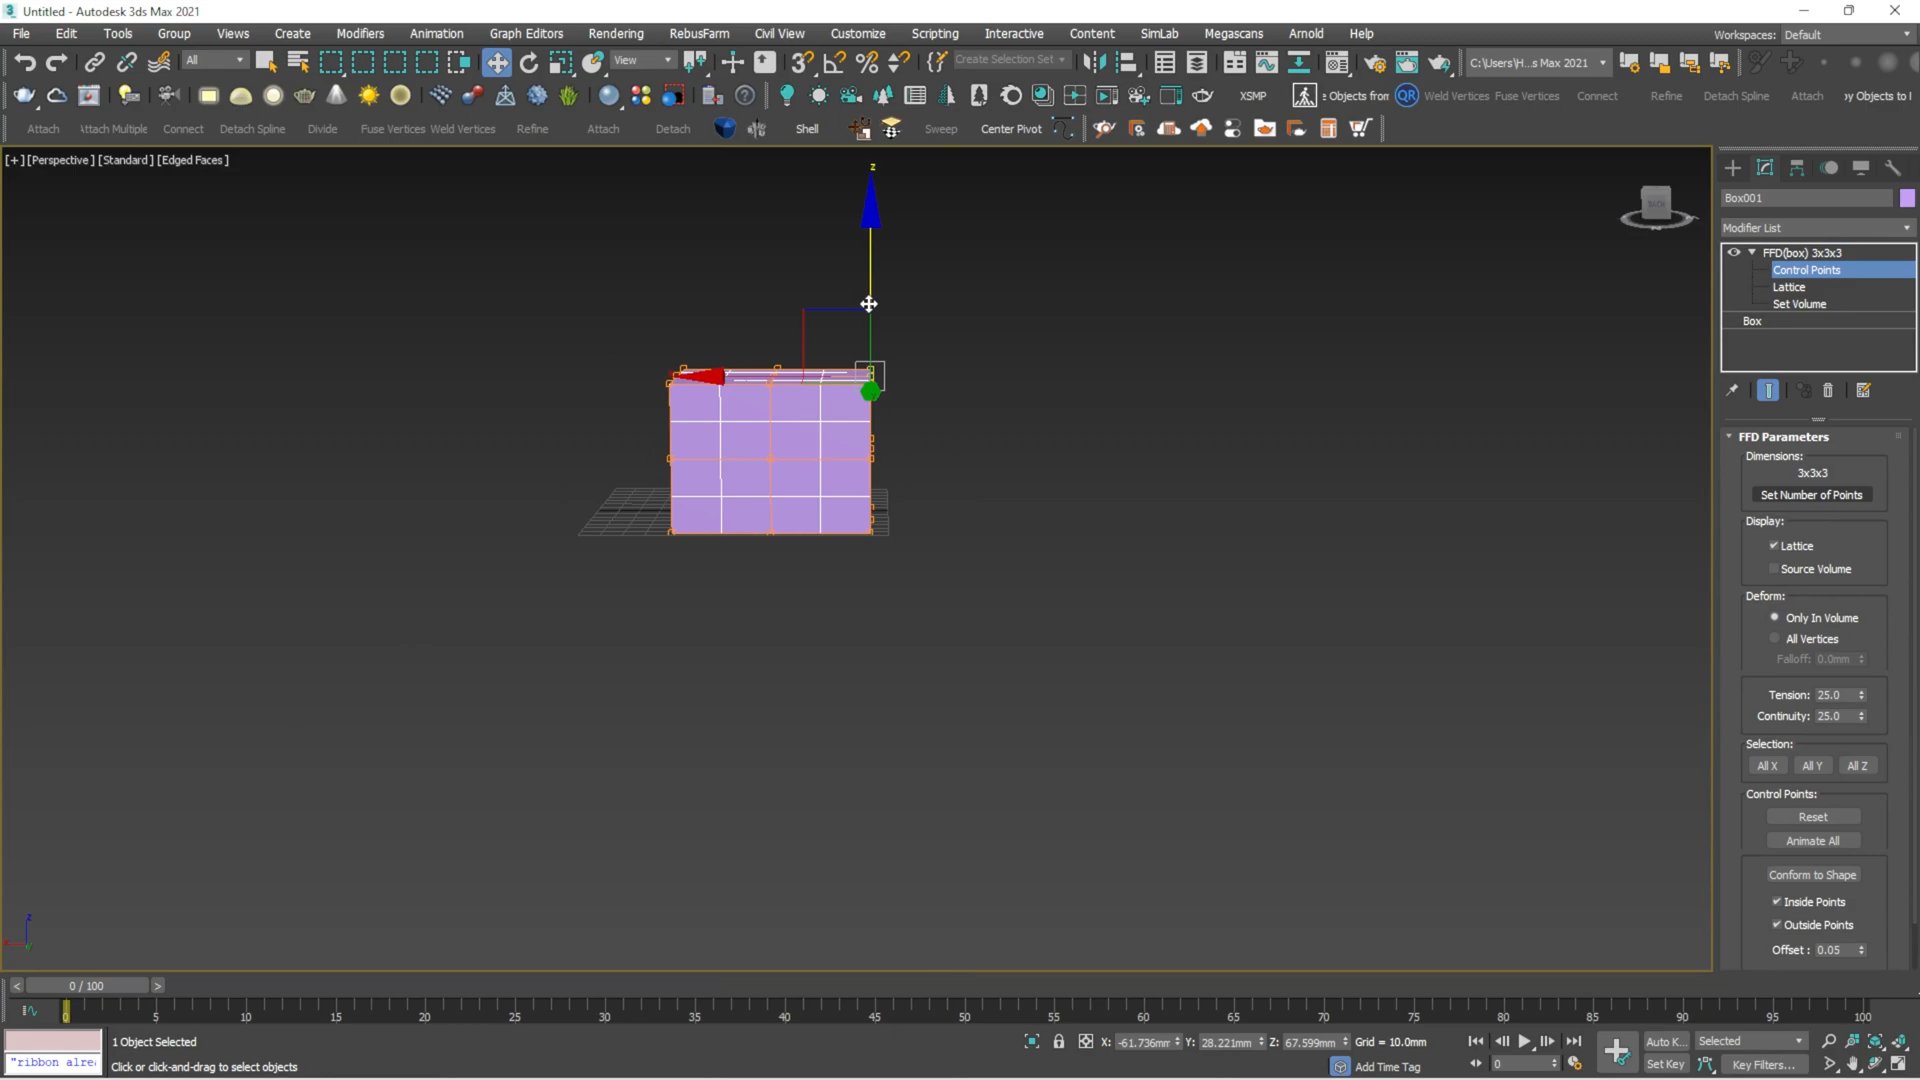 3 Untitled - Autodesk 3ds Max 2021
File Edit Tools Group Views Create Modifiers Animation Graph Editors Rendering RebusFarm Civil View Customize Scripting Interactive Content SimLab Megascans Arnold Help Workspaces: Default
All View Create Selection Set C:\Users\H...s Max 2021
XSMP e Objects from QR Weld Vertices Fuse Vertices Connect Refine Detach Spline Attach oy Objects to I
Attach Attach Multiple Connect Detach Spline Divide Fuse Vertices Weld Vertices Refine Attach Detach Shell Sweep Center Pivot
[+] [Perspective] [Standard] [Edged Faces]
z
BACK
Box001
Modifier List
FFD(box) 3x3x3
Control Points
Lattice
Set Volume
Box
FFD Parameters
Dimensions:
3x3x3
Set Number of Points
Display:
Lattice
Source Volume
Deform:
Only In Volume
All Vertices
Falloff: 0.0mm
Tension: 25.0
Continuity: 25.0
Selection:
All X All Y All Z
Control Points:
Reset
Animate All
Conform to Shape
Inside Points
Outside Points
Offset : 0.05
z
< 0 / 100 >
0 5 10 15 20 25 30 35 40 45 50 55 60 65 70 75 80 85 90 95 100
1 Object Selected X: -61.736mm Y: 28.221mm Z: 67.599mm Grid = 10.0mm Auto K... Selected
"ribbon alre Click or click-and-drag to select objects Add Time Tag 0 Set Key Key Filters...